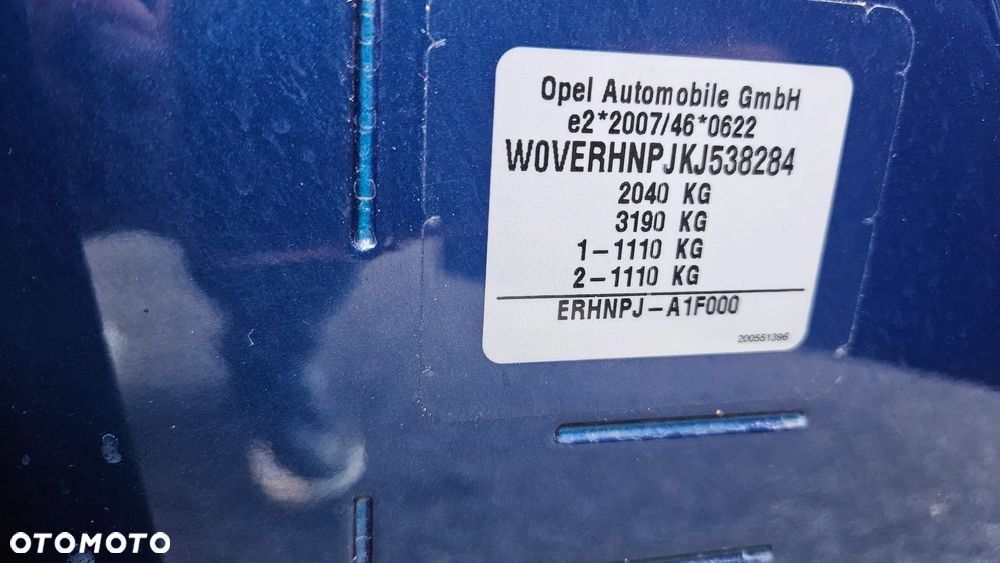 Opel Automobile GmbH
e2*2007/46*0622
W0VERHNPJKJ538284
2040 KG
3190 KG
1-1110 KG
2-1110 KG
ERHNPJ-A1F000
200551396
OTOMOTO